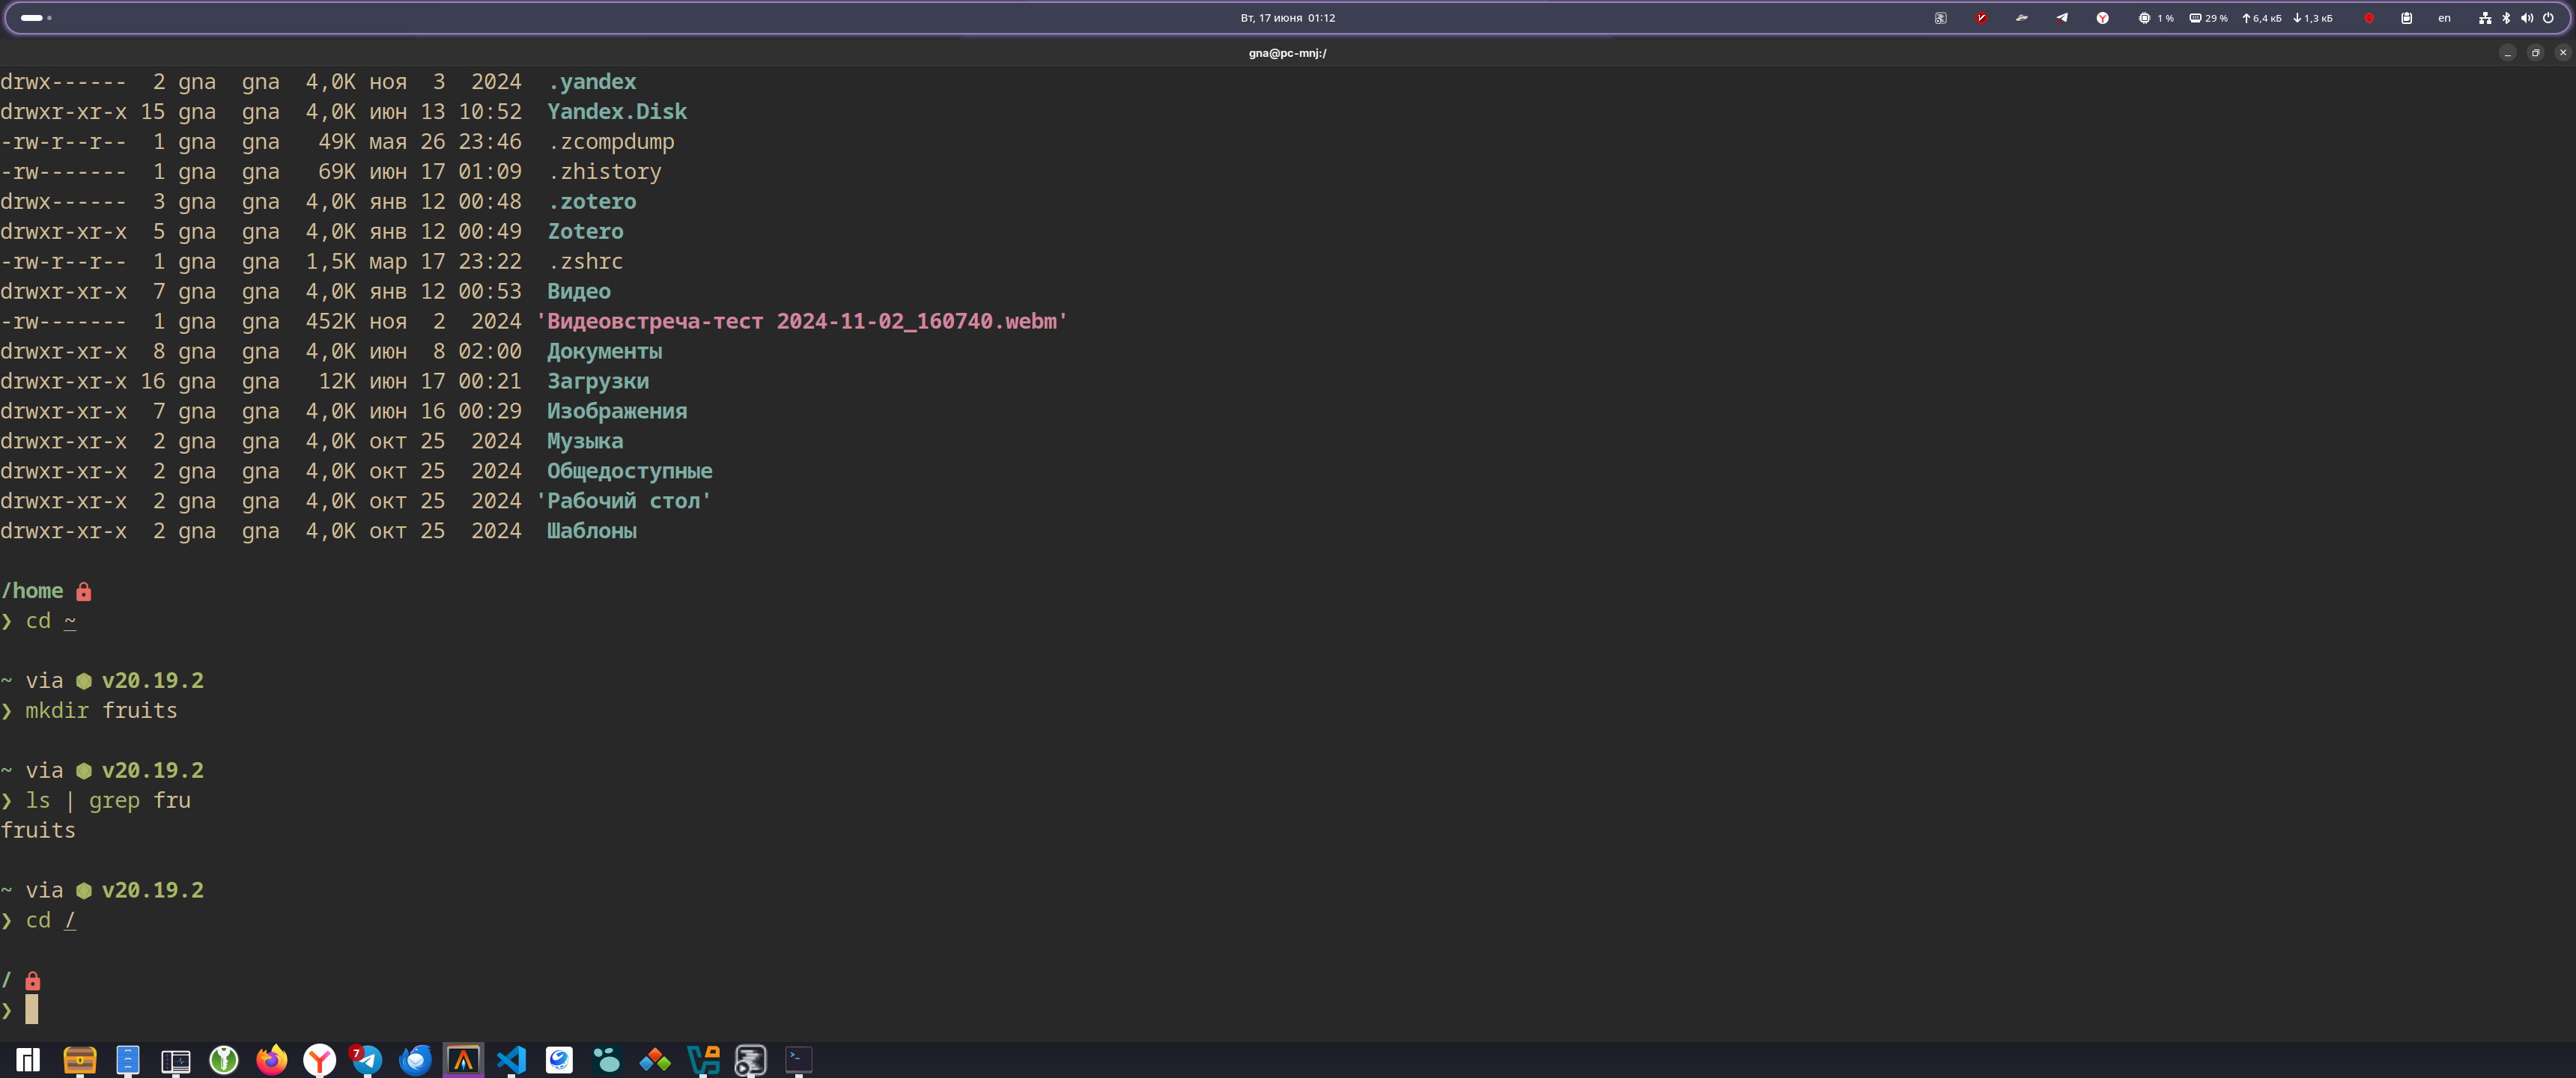 Вт, 17 июня 01:12
1 % 29 % 6,4 кБ 1,3 кБ en
gna@pc-mnj:/
drwx------ 2 gna gna 4,0K ноя 3 2024 .yandex
drwxr-xr-x 15 gna gna 4,0K июн 13 10:52 Yandex.Disk
-rw-r--r-- 1 gna gna 49K мая 26 23:46 .zcompdump
-rw------- 1 gna gna 69K июн 17 01:09 .zhistory
drwx------ 3 gna gna 4,0K янв 12 00:48 .zotero
drwxr-xr-x 5 gna gna 4,0K янв 12 00:49 Zotero
-rw-r--r-- 1 gna gna 1,5K мар 17 23:22 .zshrc
drwxr-xr-x 7 gna gna 4,0K янв 12 00:53 Видео
-rw------- 1 gna gna 452K ноя 2 2024 'Видеовстреча-тест 2024-11-02_160740.webm'
drwxr-xr-x 8 gna gna 4,0K июн 8 02:00 Документы
drwxr-xr-x 16 gna gna 12K июн 17 00:21 Загрузки
drwxr-xr-x 7 gna gna 4,0K июн 16 00:29 Изображения
drwxr-xr-x 2 gna gna 4,0K окт 25 2024 Музыка
drwxr-xr-x 2 gna gna 4,0K окт 25 2024 Общедоступные
drwxr-xr-x 2 gna gna 4,0K окт 25 2024 'Рабочий стол'
drwxr-xr-x 2 gna gna 4,0K окт 25 2024 Шаблоны
/home
❯ cd ~
~ via v20.19.2
❯ mkdir fruits
~ via v20.19.2
❯ ls | grep fru
fruits
~ via v20.19.2
❯ cd /
/
❯
7